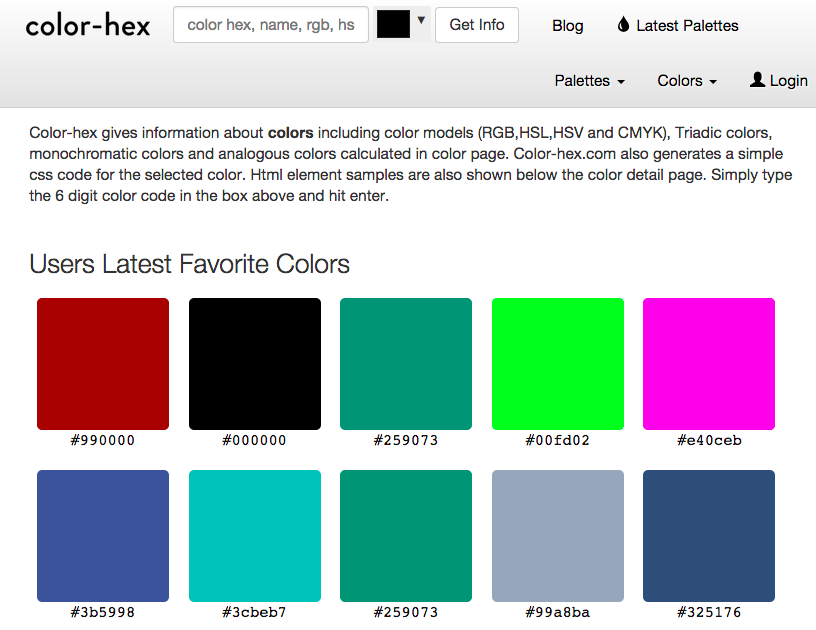 color-hex color hex, name, rgb, hs Get Info Blog Latest Palettes
Palettes Colors Login
Color-hex gives information about colors including color models (RGB,HSL,HSV and CMYK), Triadic colors,
monochromatic colors and analogous colors calculated in color page. Color-hex.com also generates a simple
css code for the selected color. Html element samples are also shown below the color detail page. Simply type
the 6 digit color code in the box above and hit enter.
Users Latest Favorite Colors
#990000 #000000 #259073 #00fd02 #e40ceb
#3b5998 #3cbeb7 #259073 #99a8ba #325176